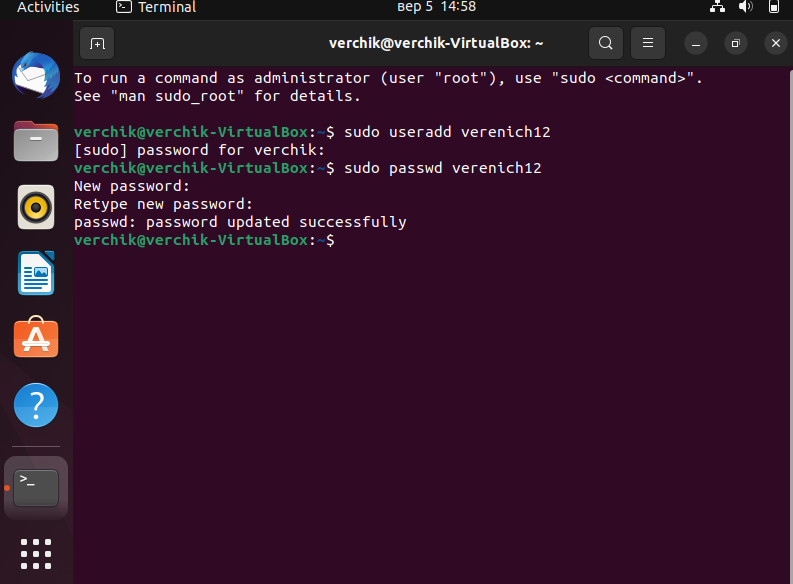 Activities
Terminal
вер 5 14:58
verchik@verchik-VirtualBox: ~
To run a command as administrator (user "root"), use "sudo <command>".
See "man sudo_root" for details.
verchik@verchik-VirtualBox:~$ sudo useradd verenich12
[sudo] password for verchik:
verchik@verchik-VirtualBox:~$ sudo passwd verenich12
New password:
Retype new password:
passwd: password updated successfully
verchik@verchik-VirtualBox:~$